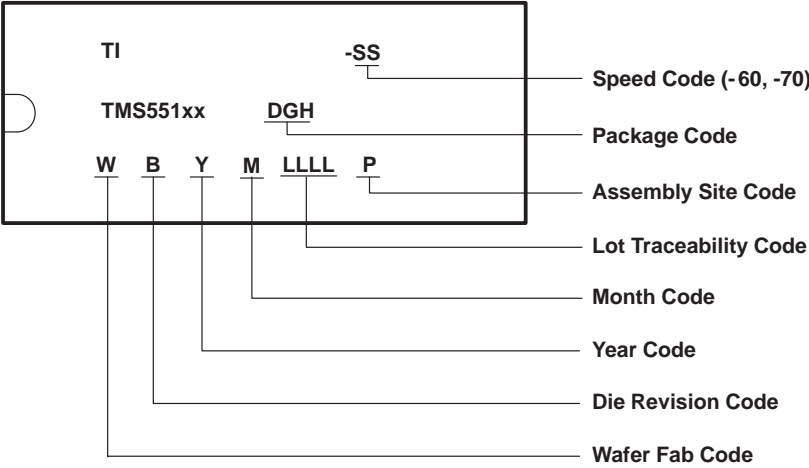 TI -SS
Speed Code (-60, -70)
TMS551xx DGH
Package Code
W B Y M LLLL P
Assembly Site Code
Lot Traceability Code
Month Code
Year Code
Die Revision Code
Wafer Fab Code